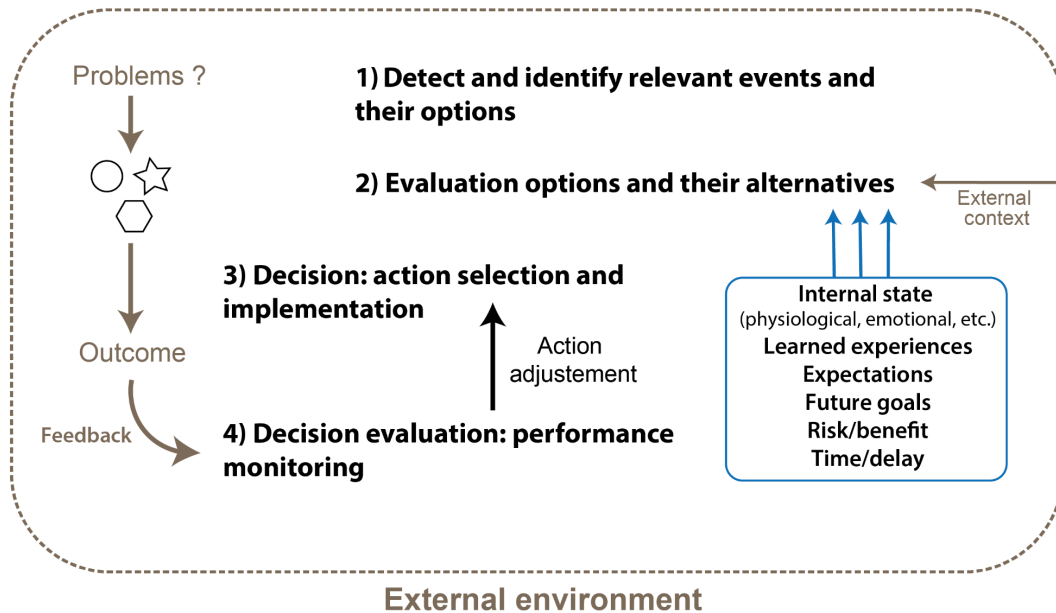 Problems ?
1) Detect and identify relevant events and
their options
2) Evaluation options and their alternatives
External
context
3) Decision: action selection and
implementation
Internal state
(physiological, emotional, etc.)
Learned experiences
Expectations
Future goals
Risk/benefit
Time/delay
Outcome
Action
adjustement
Feedback
4) Decision evaluation: performance
monitoring
External environment